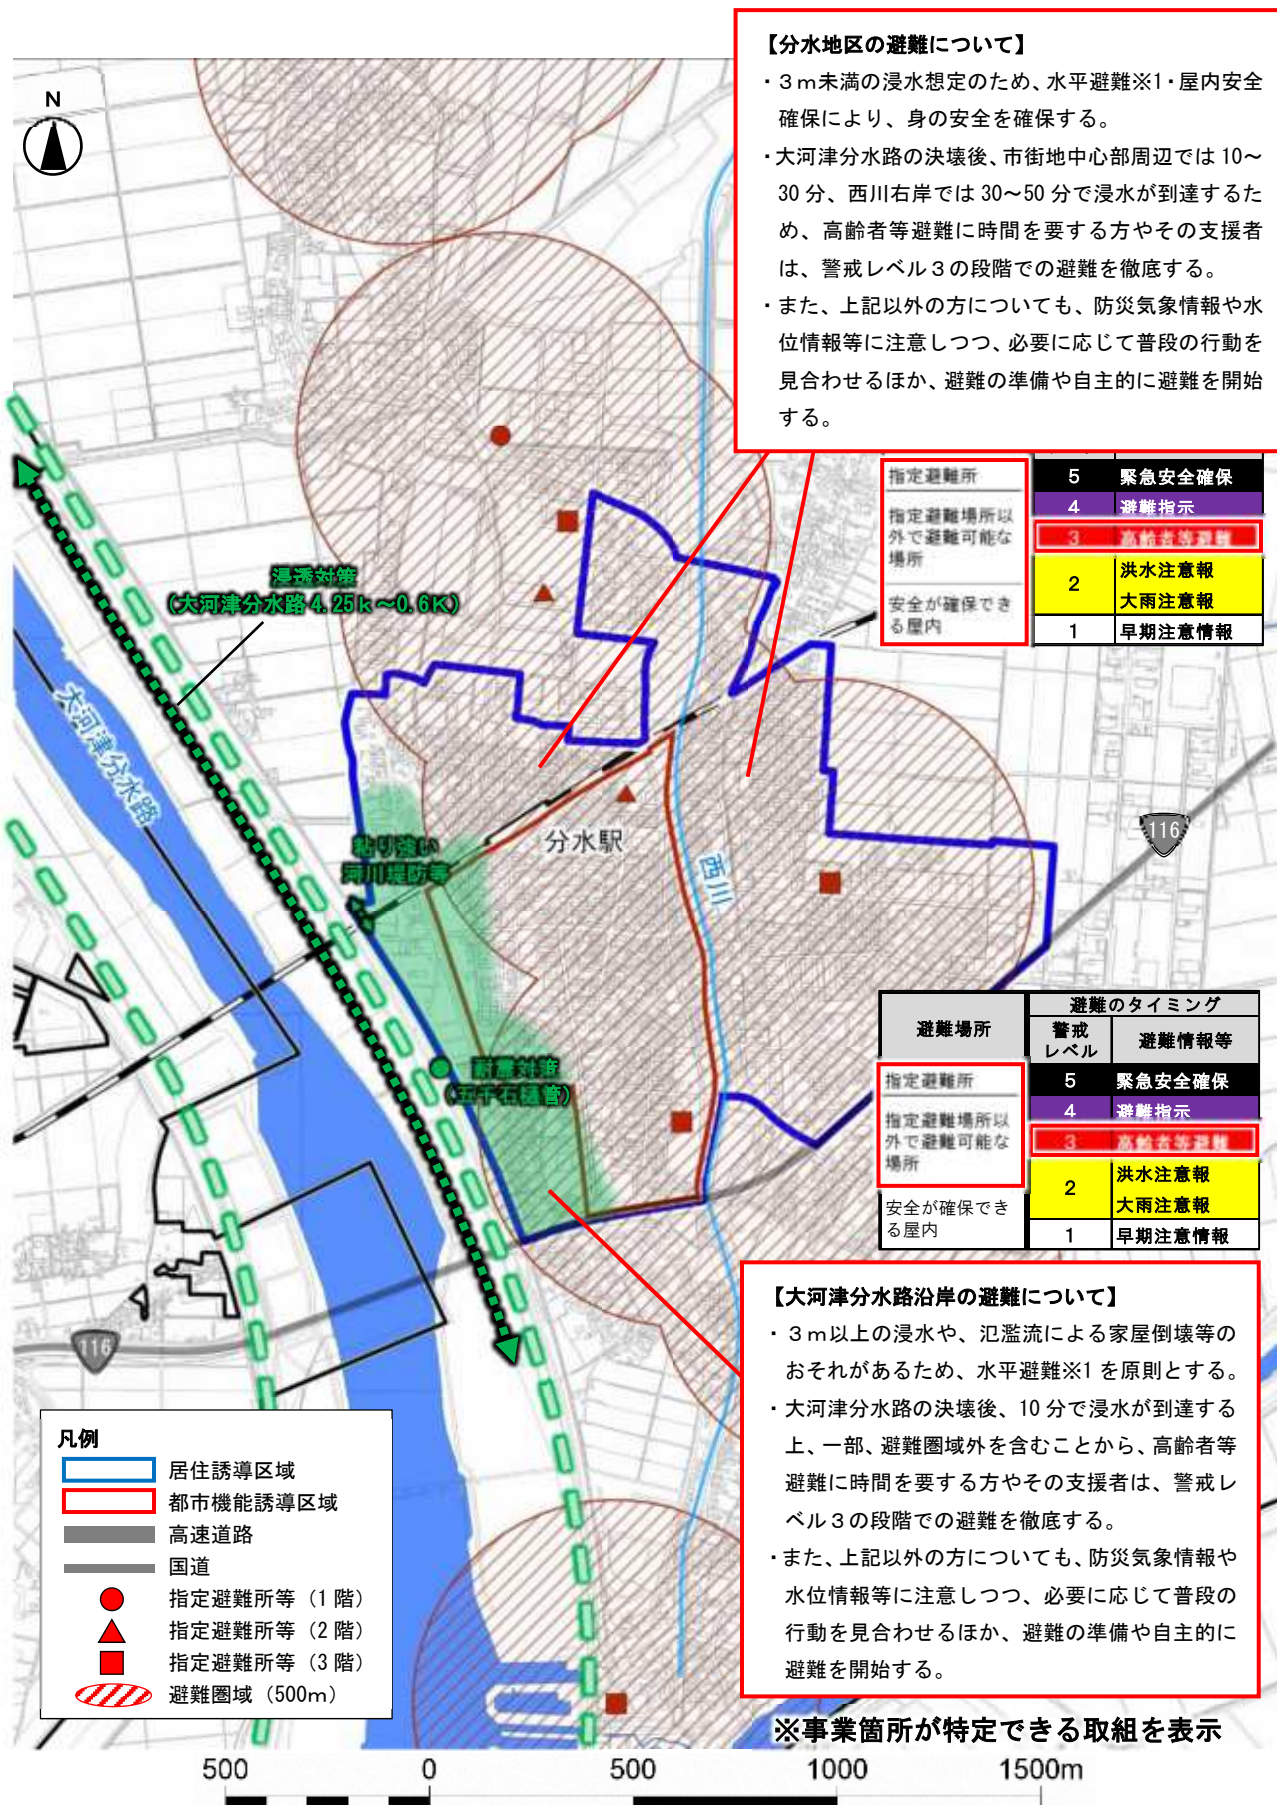 【分水地区の避難について】
・３ｍ未満の浸水想定のため、水平避難※1・屋内安全
確保により、身の安全を確保する。
・大河津分水路の決壊後、市街地中心部周辺では 10～
30 分、西川右岸では 30～50 分で浸水が到達するた
め、高齢者等避難に時間を要する方やその支援者
は、警戒レベル３の段階での避難を徹底する。
・また、上記以外の方についても、防災気象情報や水
位情報等に注意しつつ、必要に応じて普段の行動を
見合わせるほか、避難の準備や自主的に避難を開始
する。
N
指定避難所
指定避難場所以
外で避難可能な
場所
安全が確保でき
る屋内
5 緊急安全確保
4 避難指示
3 高齢者等避難
2 洪水注意報
大雨注意報
1 早期注意情報
浸透対策
（大河津分水路 4.25ｋ～0.6Ｋ）
大河津分水路
粘り強い
河川堤防等
分水駅
西川
116
耐震対策
（五千石樋管）
避難場所
避難のタイミング
警戒
レベル
避難情報等
指定避難所
指定避難場所以
外で避難可能な
場所
安全が確保でき
る屋内
5 緊急安全確保
4 避難指示
3 高齢者等避難
2 洪水注意報
大雨注意報
1 早期注意情報
116
【大河津分水路沿岸の避難について】
・３ｍ以上の浸水や、氾濫流による家屋倒壊等の
おそれがあるため、水平避難※1 を原則とする。
・大河津分水路の決壊後、10 分で浸水が到達する
上、一部、避難圏域外を含むことから、高齢者等
避難に時間を要する方やその支援者は、警戒レ
ベル３の段階での避難を徹底する。
・また、上記以外の方についても、防災気象情報や
水位情報等に注意しつつ、必要に応じて普段の
行動を見合わせるほか、避難の準備や自主的に
避難を開始する。
凡例
居住誘導区域
都市機能誘導区域
高速道路
国道
指定避難所等（1 階）
指定避難所等（2 階）
指定避難所等（3 階）
避難圏域（500ｍ）
※事業箇所が特定できる取組を表示
500 0 500 1000 1500m